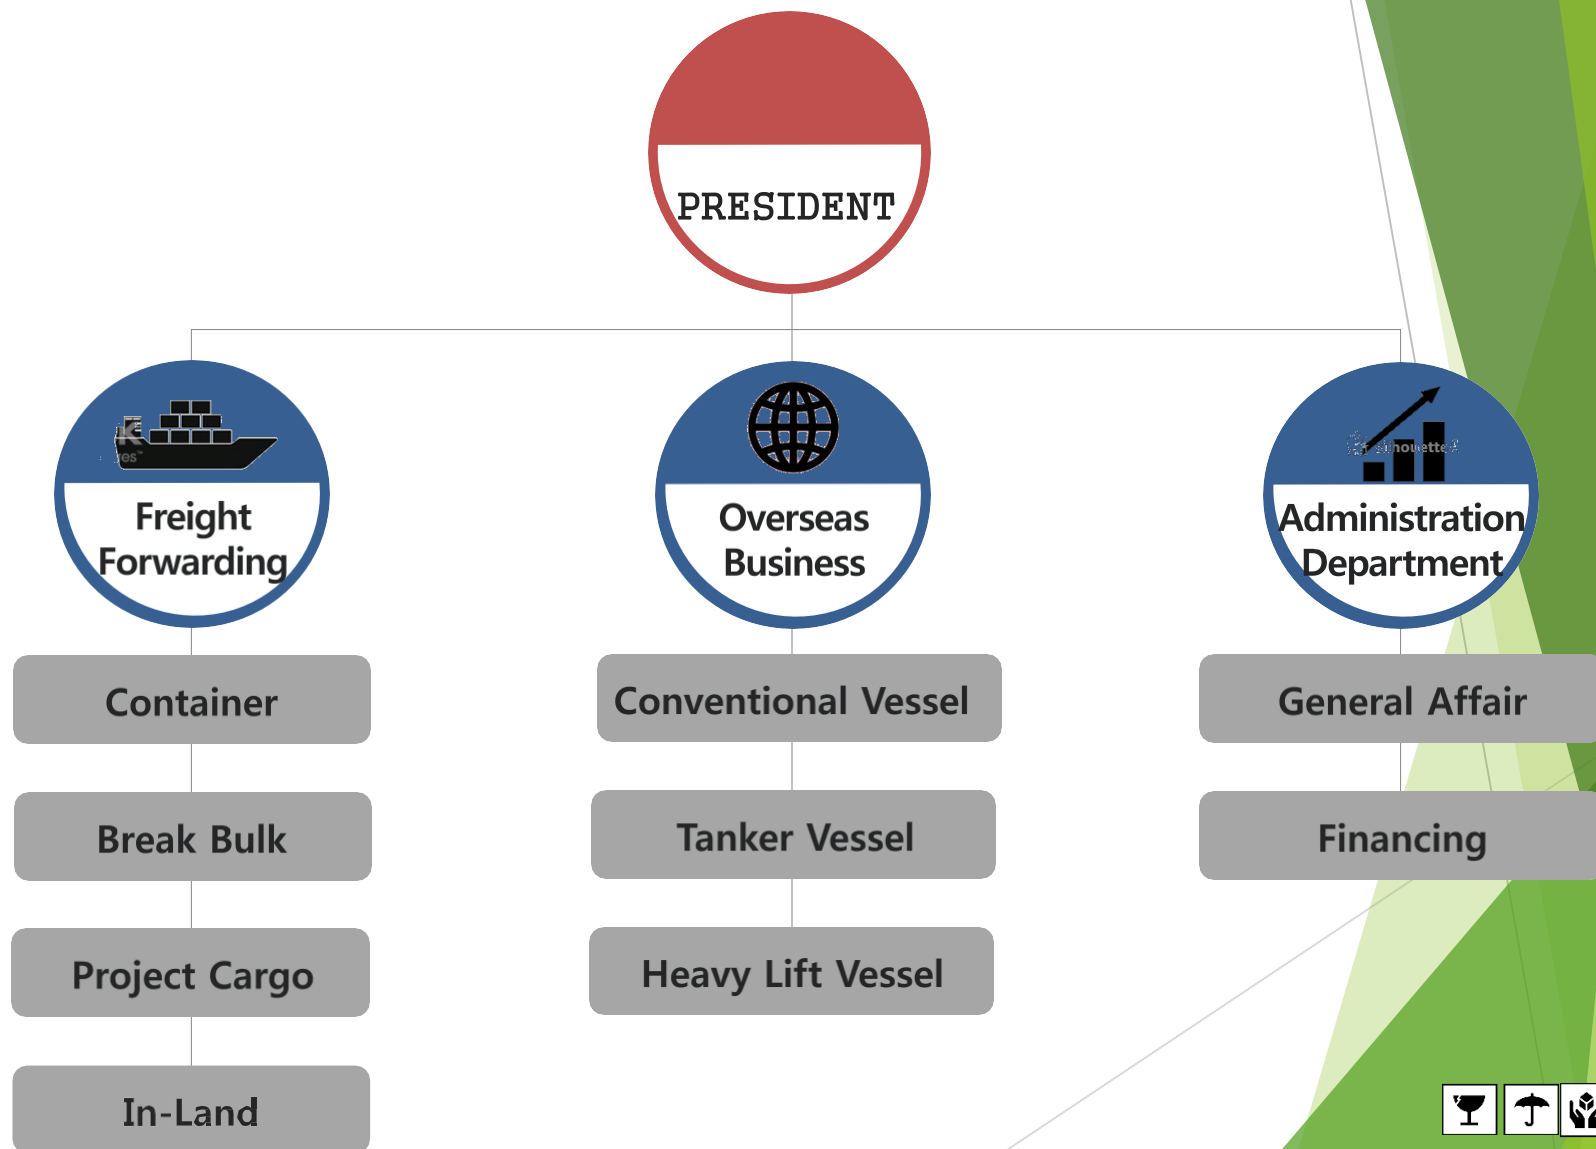 PRESIDENT
Freight
Forwarding
Overseas
Business
Administration
Department
Container
Break Bulk
Project Cargo
In-Land
Conventional Vessel
Tanker Vessel
Heavy Lift Vessel
General Affair
Financing